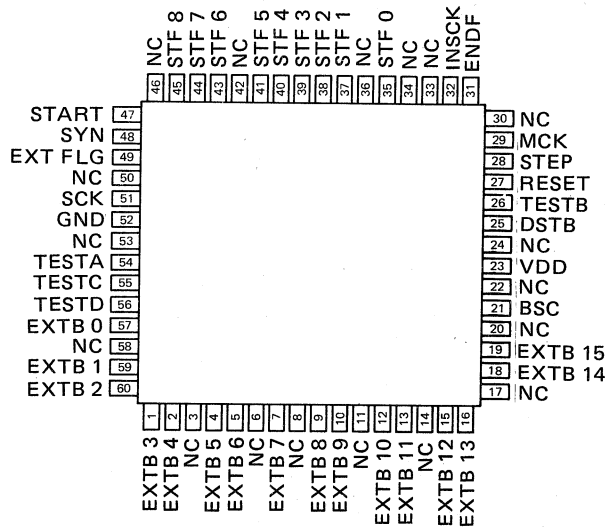 NC
STF 8
STF 7
STF 6
NC
STF 5
STF 4
STF 3
STF 2
STF 1
NC
STF 0
NC
NC
INSCK
ENDF
46
45
44
43
42
41
40
39
38
37
36
35
34
33
32
31
START 47
SYN 48
EXT FLG 49
NC 50
SCK 51
GND 52
NC 53
TESTA 54
TESTC 55
TESTD 56
EXTB 0 57
NC 58
EXTB 1 59
EXTB 2 60
30 NC
29 MCK
28 STEP
27 RESET
26 TESTB
25 DSTB
24 NC
23 VDD
22 NC
21 BSC
20 NC
19 EXTB 15
18 EXTB 14
17 NC
1
2
3
4
5
6
7
8
9
10
11
12
13
14
15
16
EXTB 3
EXTB 4
NC
EXTB 5
EXTB 6
NC
EXTB 7
NC
EXTB 8
EXTB 9
NC
EXTB 10
EXTB 11
NC
EXTB 12
EXTB 13